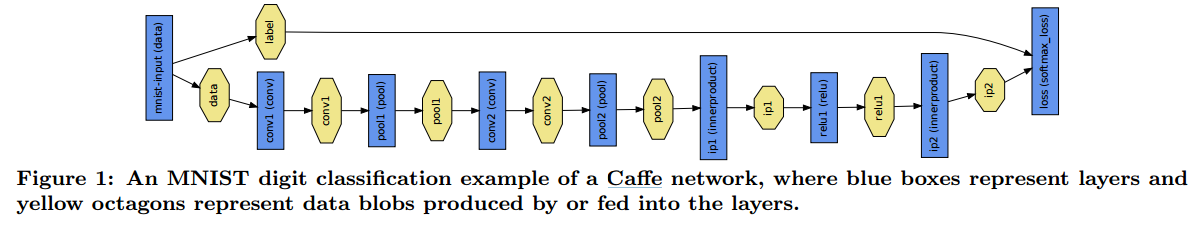 mnist-input (data)
label
data
conv1 (conv)
conv1
pool1 (pool)
pool1
conv2 (conv)
conv2
pool2 (pool)
pool2
ip1 (innerproduct)
ip1
relu1 (relu)
relu1
ip2 (innerproduct)
ip2
loss (softmax_loss)
Figure 1: An MNIST digit classification example of a Caffe network, where blue boxes represent layers and
yellow octagons represent data blobs produced by or fed into the layers.